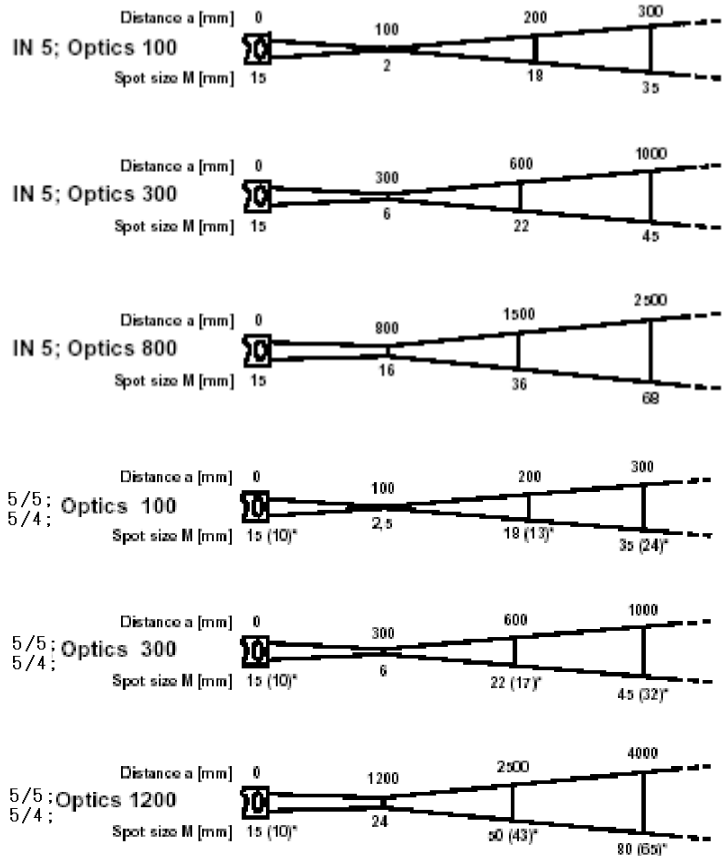 Distance a [mm] 0 100 200 300
IN 5; Optics 100
Spot size M [mm] 15 2 18 35
Distance a [mm] 0 300 600 1000
IN 5; Optics 300
Spot size M [mm] 15 6 22 45
Distance a [mm] 0 800 1500 2500
IN 5; Optics 800
Spot size M [mm] 15 16 36 68
Distance a [mm] 0 100 200 300
5/5; Optics 100
5/4;
Spot size M [mm] 15 (10)* 2,5 18 (13)* 35 (24)*
Distance a [mm] 0 300 600 1000
5/5; Optics 300
5/4;
Spot size M [mm] 15 (10)* 6 22 (17)* 45 (32)*
Distance a [mm] 0 1200 2500 4000
5/5; Optics 1200
5/4;
Spot size M [mm] 15 (10)* 24 50 (43)* 80 (65)*